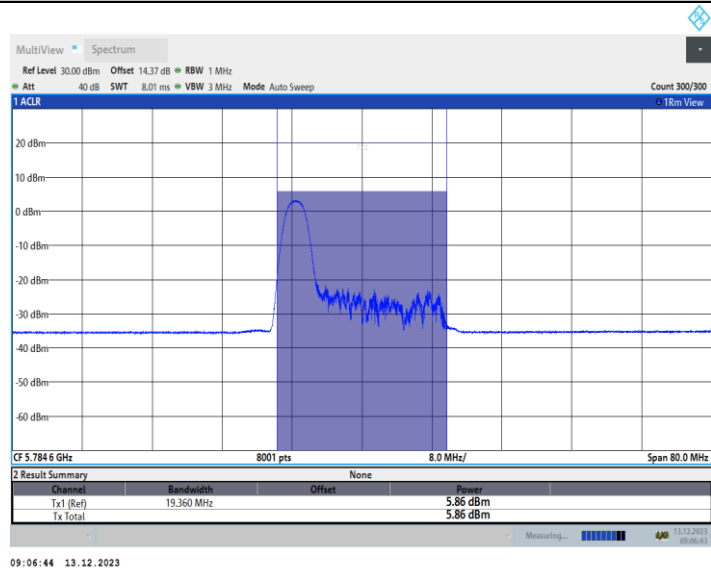 MultiView Spectrum
Ref Level 30.00 dBm Offset 14.37 dB RBW 1 MHz
Att 40 dB SWT 8.01 ms VBW 3 MHz Mode Auto Sweep Count 300/300
1 ACLR 1Rm View
20 dBm
10 dBm
0 dBm
-10 dBm
-20 dBm
-30 dBm
-40 dBm
-50 dBm
-60 dBm
CF 5.784 6 GHz 8001 pts 8.0 MHz/ Span 80.0 MHz
2 Result Summary None
Channel Bandwidth Offset Power
Tx1 (Ref) 19.360 MHz 5.86 dBm
Tx Total 5.86 dBm
Measuring... 13.12.2023
09:06:43
09:06:44 13.12.2023